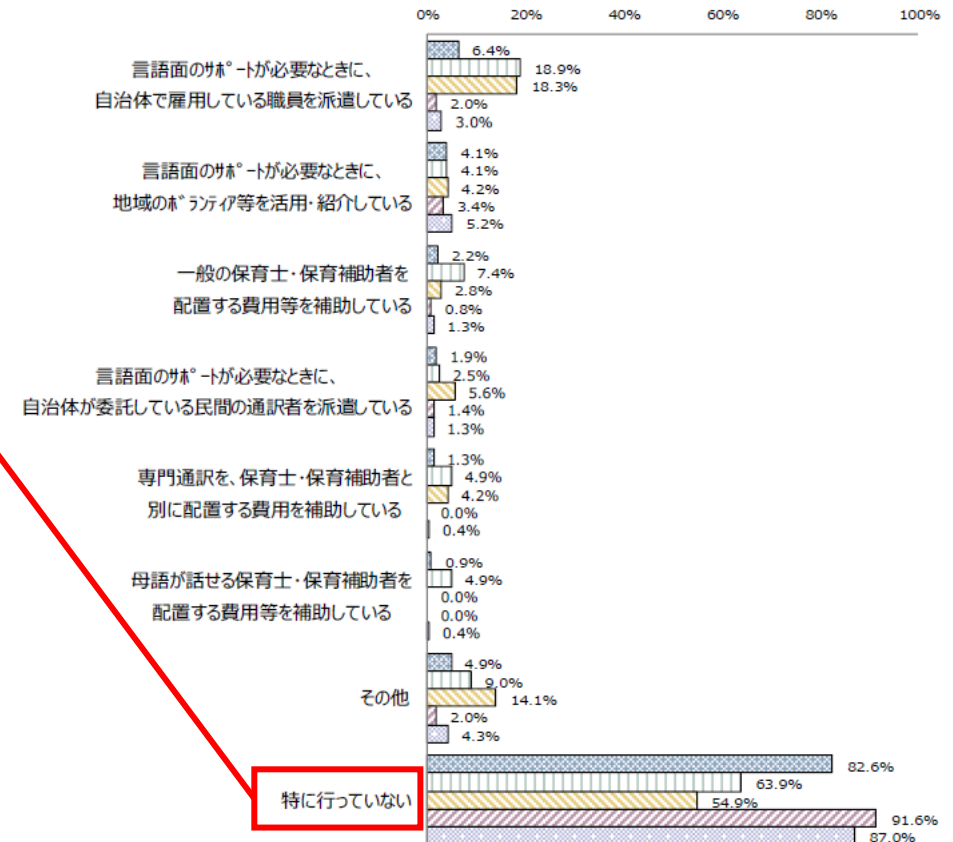 0% 20% 40% 60% 80% 100%
言語面のｻﾎﾟｰﾄが必要なときに、
自治体で雇用している職員を派遣している
6.4%
18.9%
18.3%
2.0%
3.0%
言語面のｻﾎﾟｰﾄが必要なときに、
地域のﾎﾞﾗﾝﾃｨｱ等を活用･紹介している
4.1%
4.1%
4.2%
3.4%
5.2%
一般の保育士･保育補助者を
配置する費用等を補助している
2.2%
7.4%
2.8%
0.8%
1.3%
言語面のｻﾎﾟｰﾄが必要なときに、
自治体が委託している民間の通訳者を派遣している
1.9%
2.5%
5.6%
1.4%
1.3%
専門通訳を、保育士･保育補助者と
別に配置する費用を補助している
1.3%
4.9%
4.2%
0.0%
0.4%
母語が話せる保育士･保育補助者を
配置する費用等を補助している
0.9%
4.9%
0.0%
0.0%
0.4%
その他
4.9%
9.0%
14.1%
2.0%
4.3%
特に行っていない
82.6%
63.9%
54.9%
91.6%
87.0%